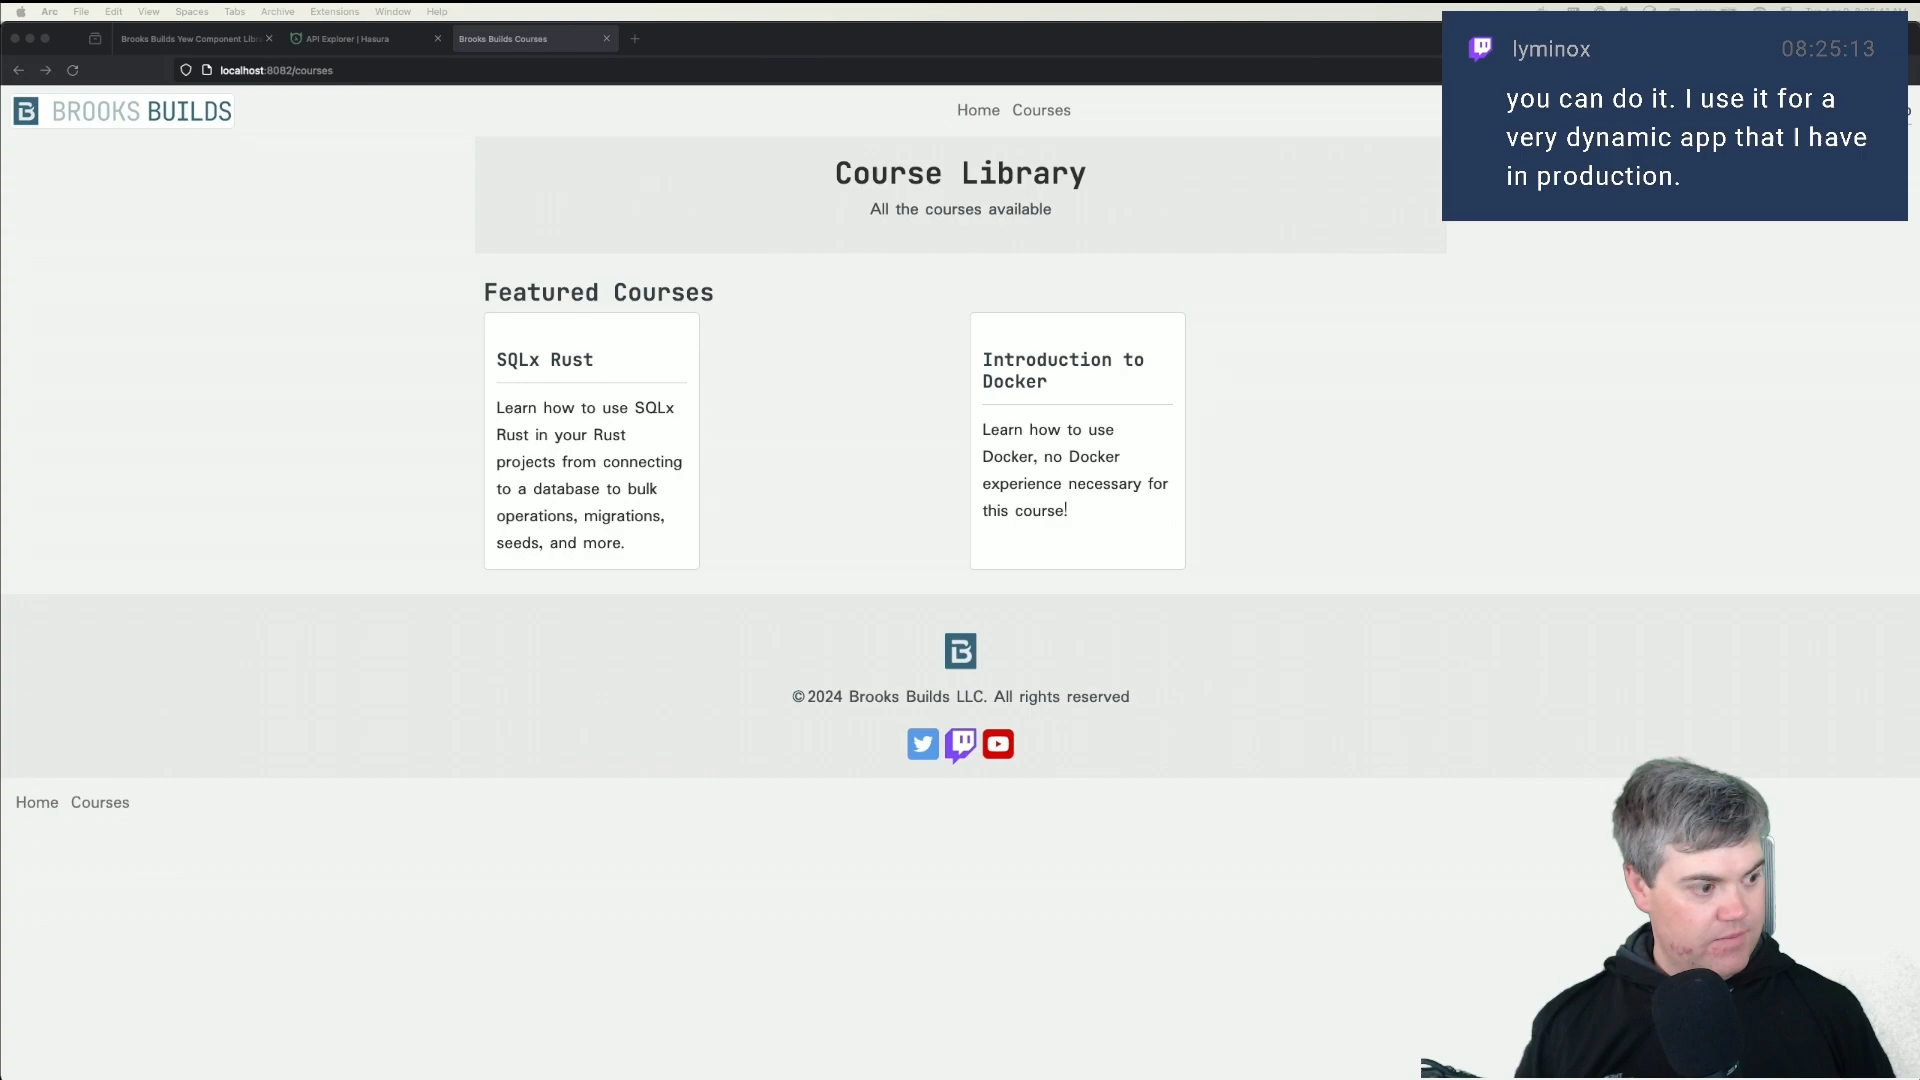 Arc File Edit View Spaces Tabs Archive Extensions Window Help
Brooks Builds Yew Component Libr
API Explorer | Hasura
Brooks Builds Courses
localhost:8082/courses
lyminox 08:25:13
you can do it. I use it for a
very dynamic app that I have
in production.
BROOKS BUILDS
Home Courses
Course Library
All the courses available
Featured Courses
SQLx Rust
Learn how to use SQLx
Rust in your Rust
projects from connecting
to a database to bulk
operations, migrations,
seeds, and more.
Introduction to
Docker
Learn how to use
Docker, no Docker
experience necessary for
this course!
©2024 Brooks Builds LLC. All rights reserved
Home Courses